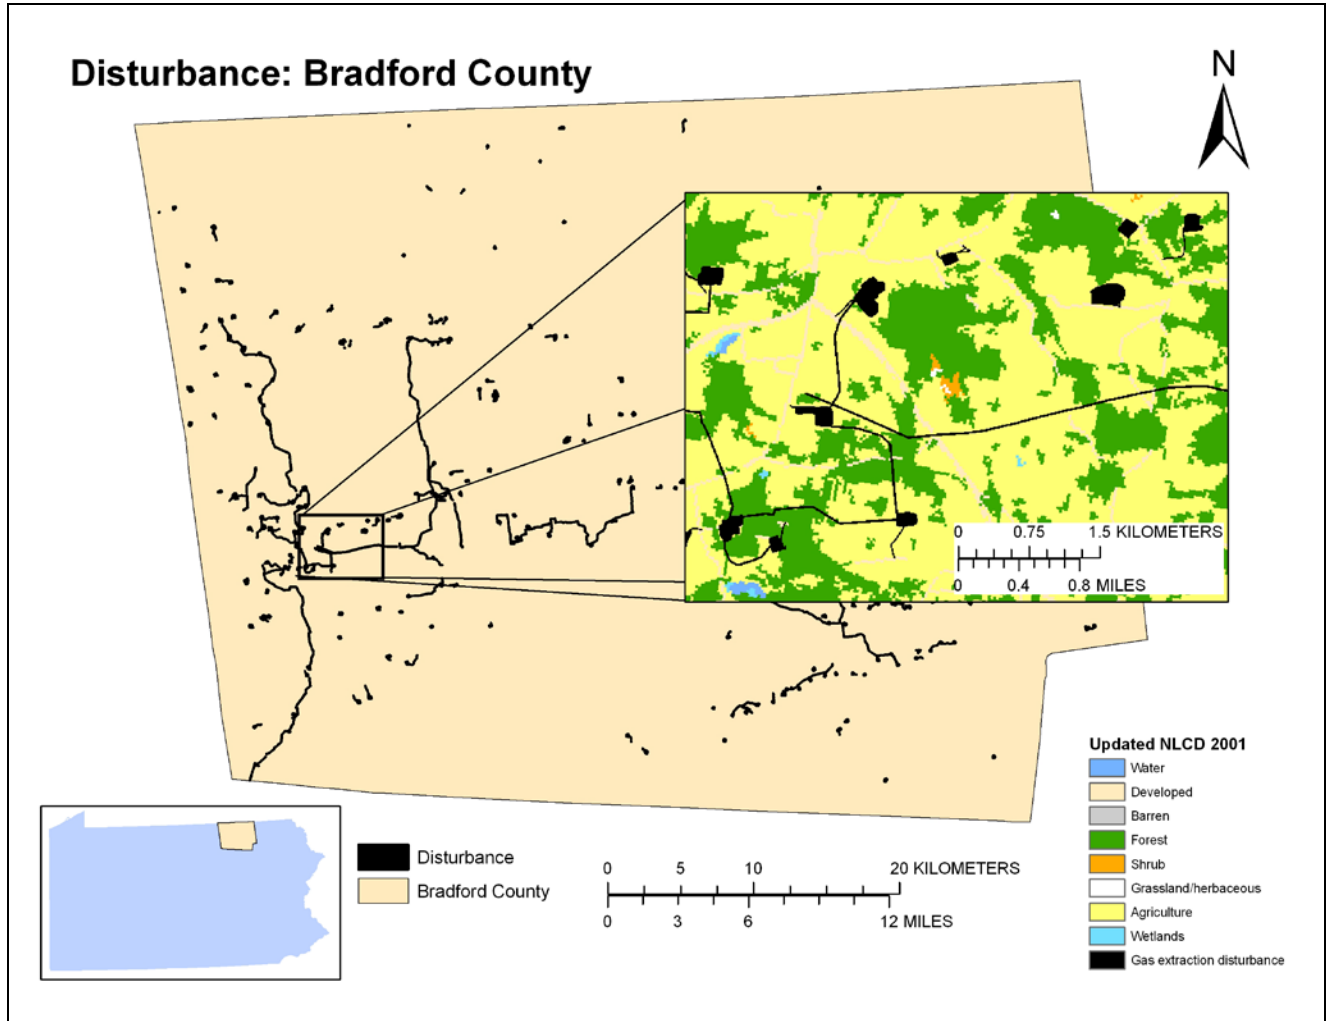 Disturbance: Bradford County
N
0 0.75 1.5 KILOMETERS
0 0.4 0.8 MILES
Updated NLCD 2001
Water
Developed
Barren
Forest
Shrub
Grassland/herbaceous
Agriculture
Wetlands
Gas extraction disturbance
Disturbance
Bradford County
0 5 10 20 KILOMETERS
0 3 6 12 MILES